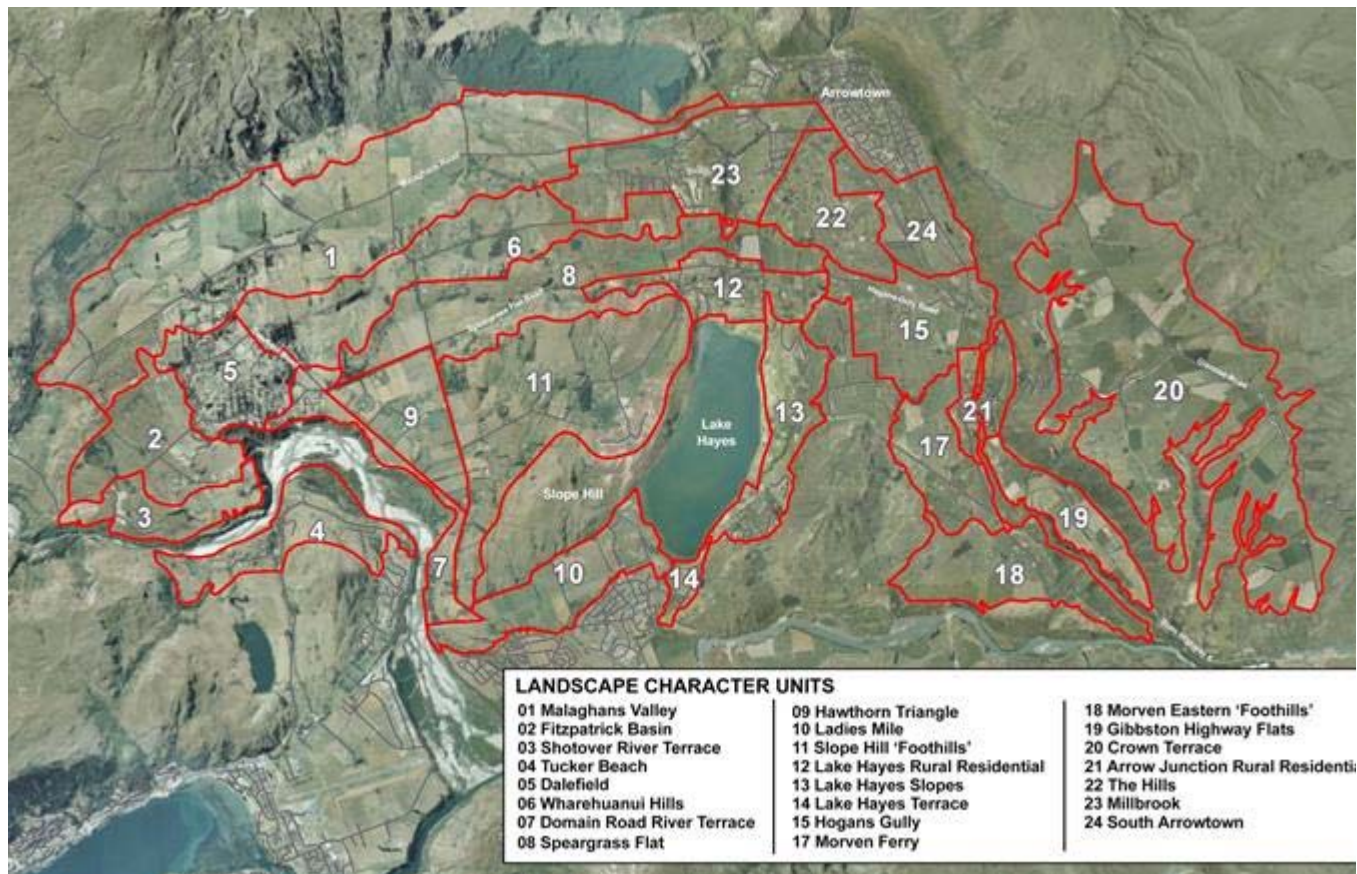 Arrowtown
23
22
24
1
6
8
12
15
5
20
11
9
Lake
Hayes
13
21
2
17
Slope Hill
3
19
4
7
10
14
18
LANDSCAPE CHARACTER UNITS
01 Malaghans Valley
02 Fitzpatrick Basin
03 Shotover River Terrace
04 Tucker Beach
05 Dalefield
06 Wharehuanui Hills
07 Domain Road River Terrace
08 Speargrass Flat
09 Hawthorn Triangle
10 Ladies Mile
11 Slope Hill 'Foothills'
12 Lake Hayes Rural Residential
13 Lake Hayes Slopes
14 Lake Hayes Terrace
15 Hogans Gully
17 Morven Ferry
18 Morven Eastern 'Foothills'
19 Gibbston Highway Flats
20 Crown Terrace
21 Arrow Junction Rural Residentia
22 The Hills
23 Millbrook
24 South Arrowtown